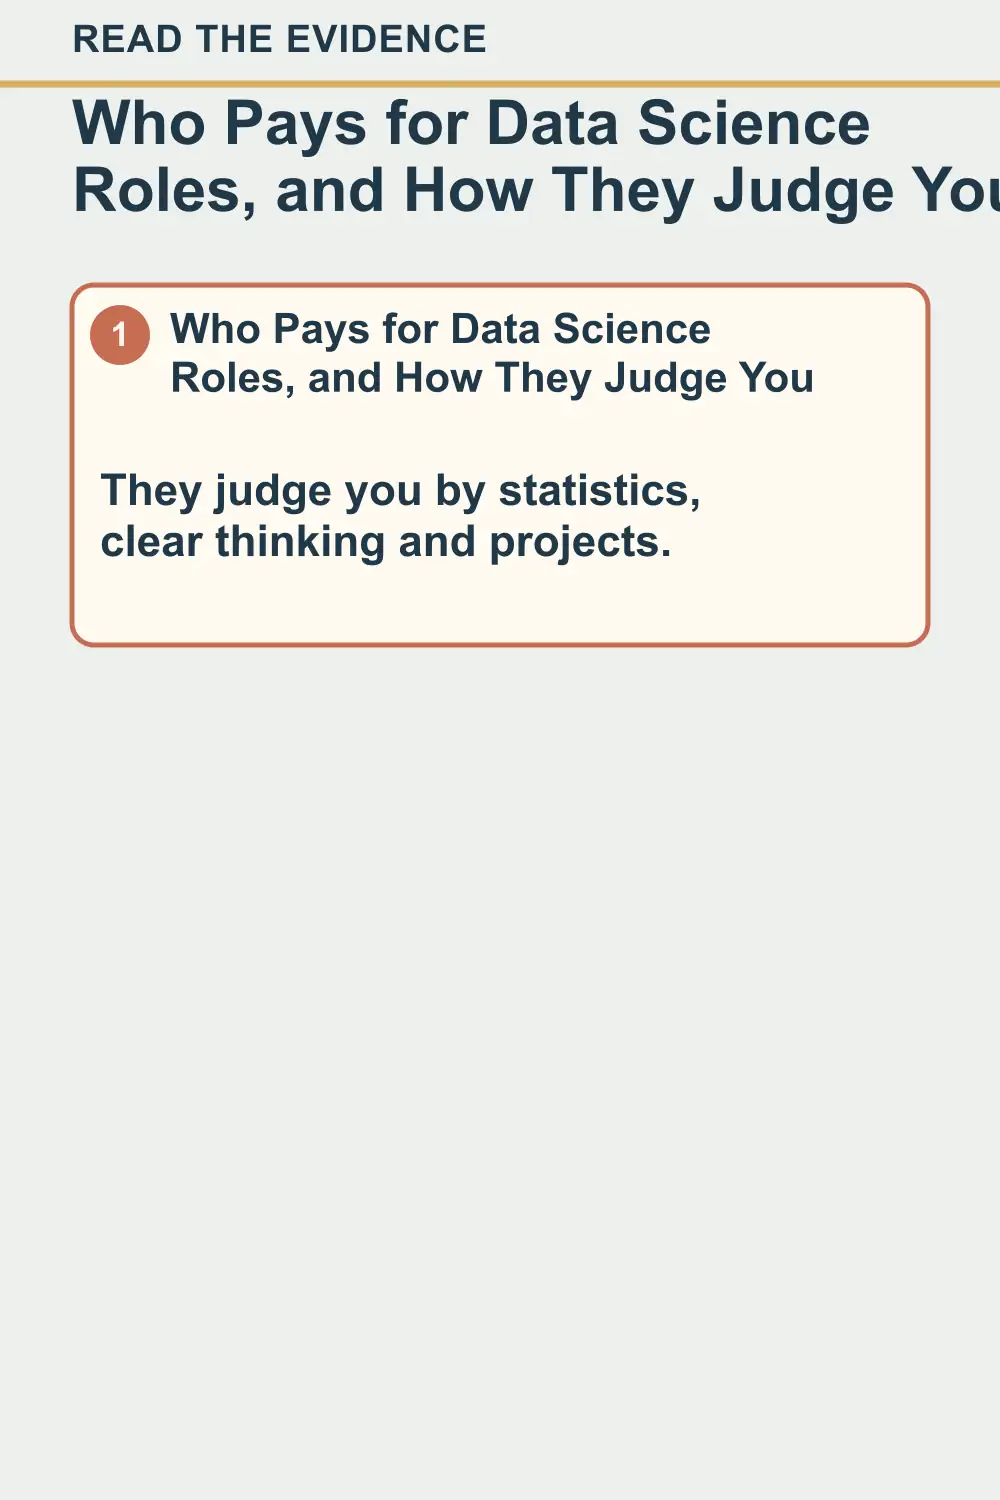 READ THE EVIDENCE
Who Pays for Data Science
Roles, and How They Judge You
1
Who Pays for Data Science
Roles, and How They Judge You
They judge you by statistics,
clear thinking and projects.